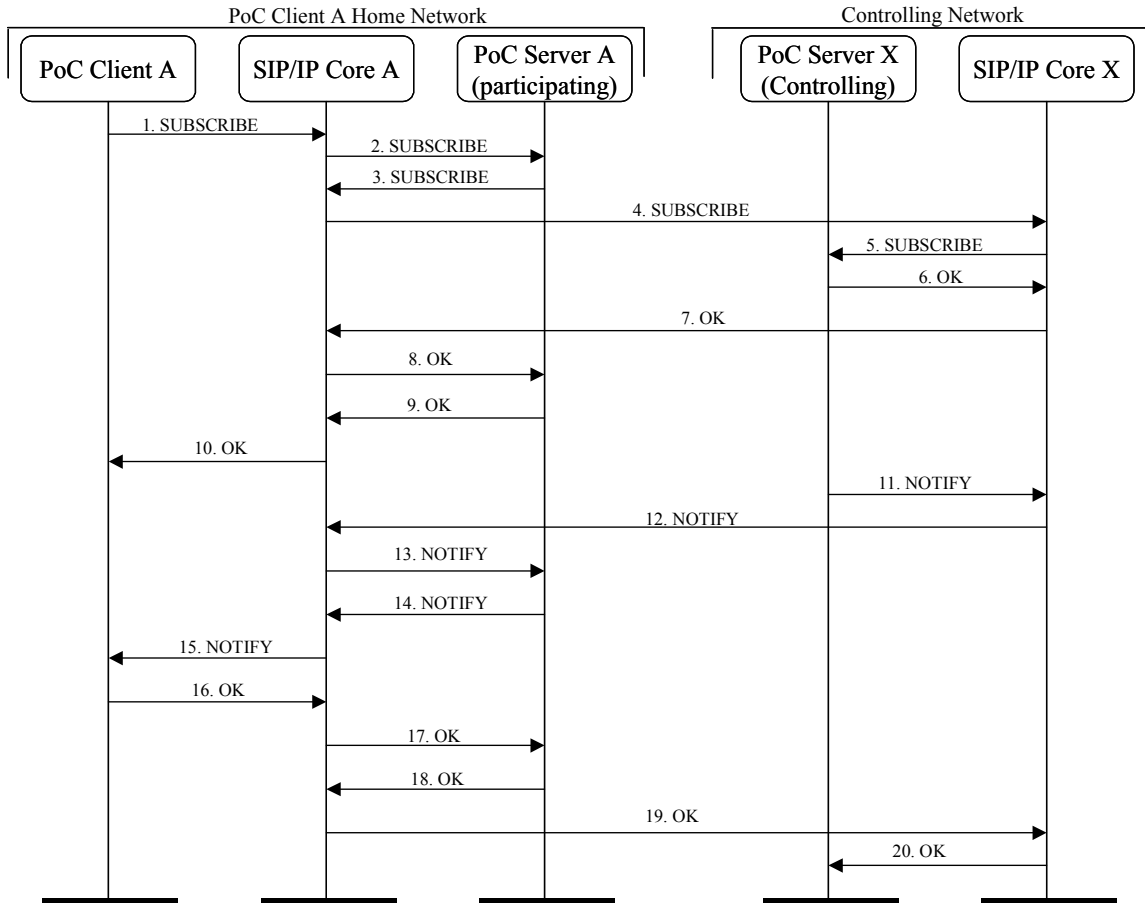 PoC Client A Home Network
Controlling Network
PoC Client A
SIP/IP Core A
PoC Server A
(participating)
PoC Server X
(Controlling)
SIP/IP Core X
1. SUBSCRIBE
2. SUBSCRIBE
3. SUBSCRIBE
4. SUBSCRIBE
5. SUBSCRIBE
6. OK
7. OK
8. OK
9. OK
10. OK
11. NOTIFY
12. NOTIFY
13. NOTIFY
14. NOTIFY
15. NOTIFY
16. OK
17. OK
18. OK
19. OK
20. OK